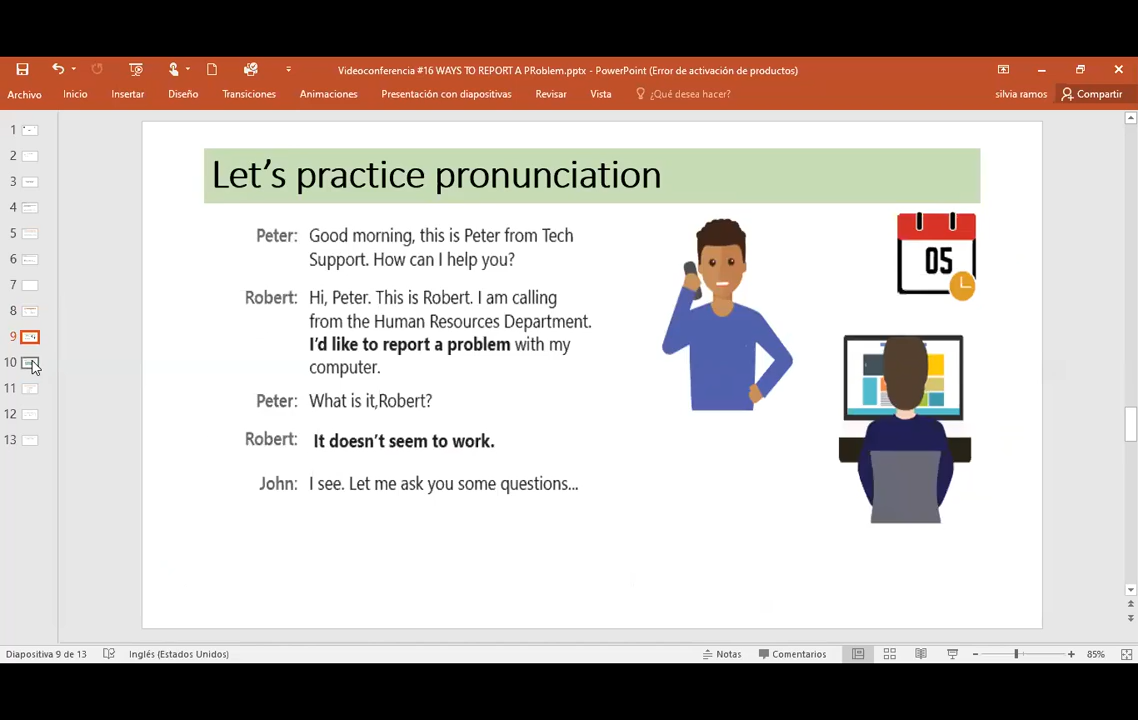 Videoconferencia #16 WAYS TO REPORT A PRoblem.pptx - PowerPoint (Error de activación de productos)
Archivo
Inicio
Insertar
Diseño
Transiciones
Animaciones
Presentación con diapositivas
Revisar
Vista
¿Qué desea hacer?
silvia ramos
Compartir
1
2
3
4
5
6
7
8
9
10
11
12
13
Let's practice pronunciation
Peter: Good morning, this is Peter from Tech
Support. How can I help you?
Robert: Hi, Peter. This is Robert. I am calling
from the Human Resources Department.
I'd like to report a problem with my
computer.
Peter: What is it,Robert?
Robert: It doesn't seem to work.
John: I see. Let me ask you some questions...
05
Diapositiva 9 de 13
Inglés (Estados Unidos)
Notas
Comentarios
85%